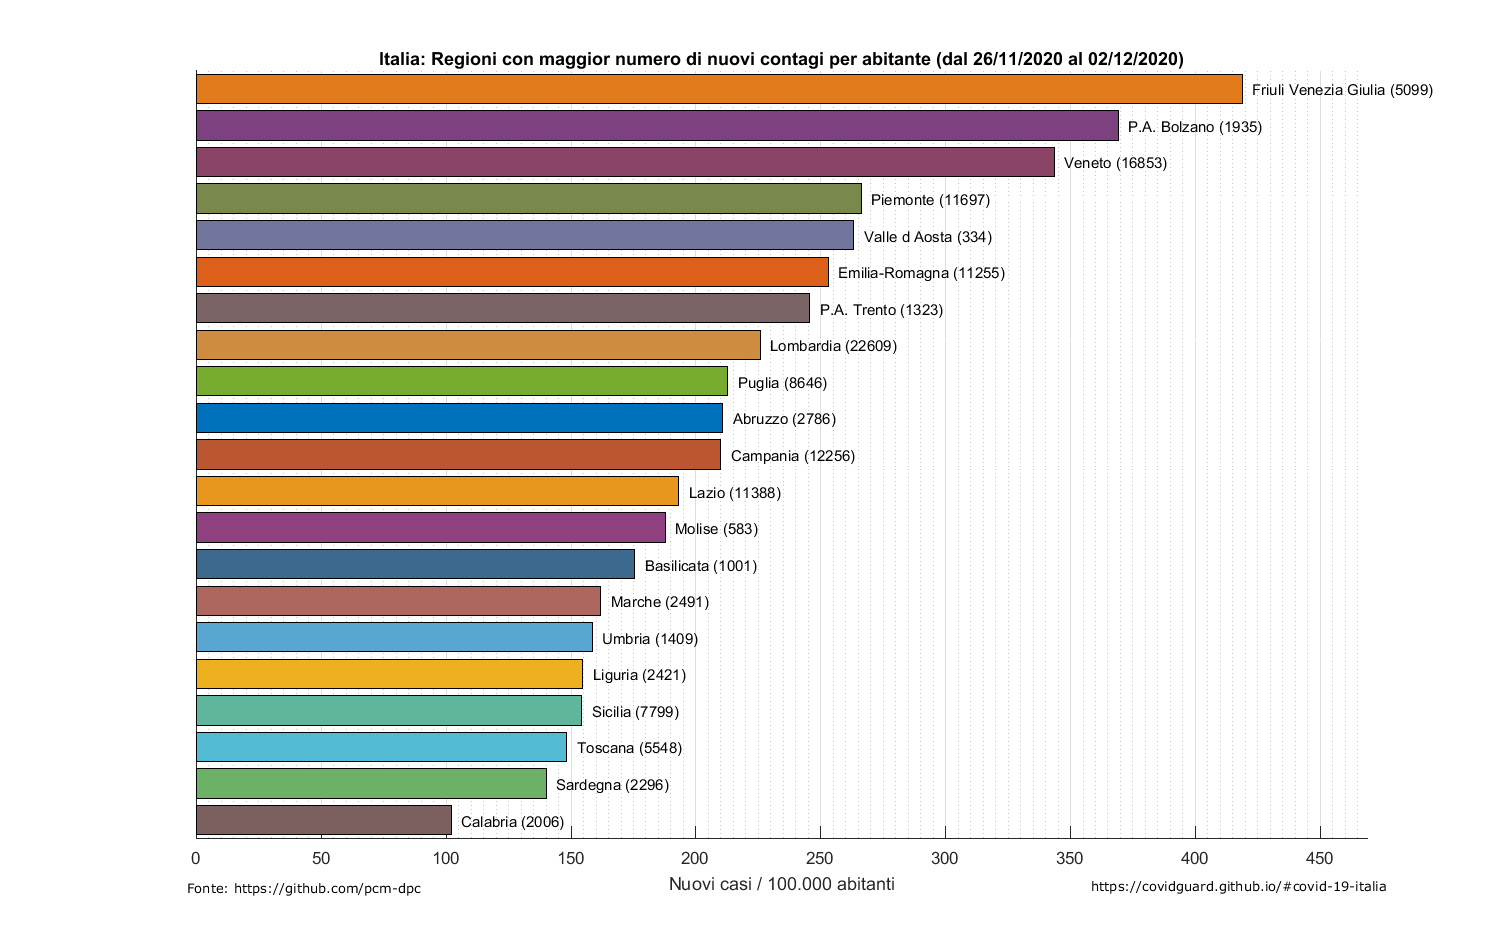 Italia: Regioni con maggior numero di nuovi contagi per abitante (dal 26/11/2020 al 02/12/2020)
Friuli Venezia Giulia (5099)
P.A. Bolzano (1935)
Veneto (16853)
Piemonte (11697)
Valle d Aosta (334)
Emilia-Romagna (11255)
P.A. Trento (1323)
Lombardia (22609)
Puglia (8646)
Abruzzo (2786)
Campania (12256)
Lazio (11388)
Molise (583)
Basilicata (1001)
Marche (2491)
Umbria (1409)
Liguria (2421)
Sicilia (7799)
Toscana (5548)
Sardegna (2296)
Calabria (2006)
0 50 100 150 200 250 300 350 400 450
Nuovi casi / 100.000 abitanti
Fonte: https://github.com/pcm-dpc
https://covidguard.github.io/#covid-19-italia